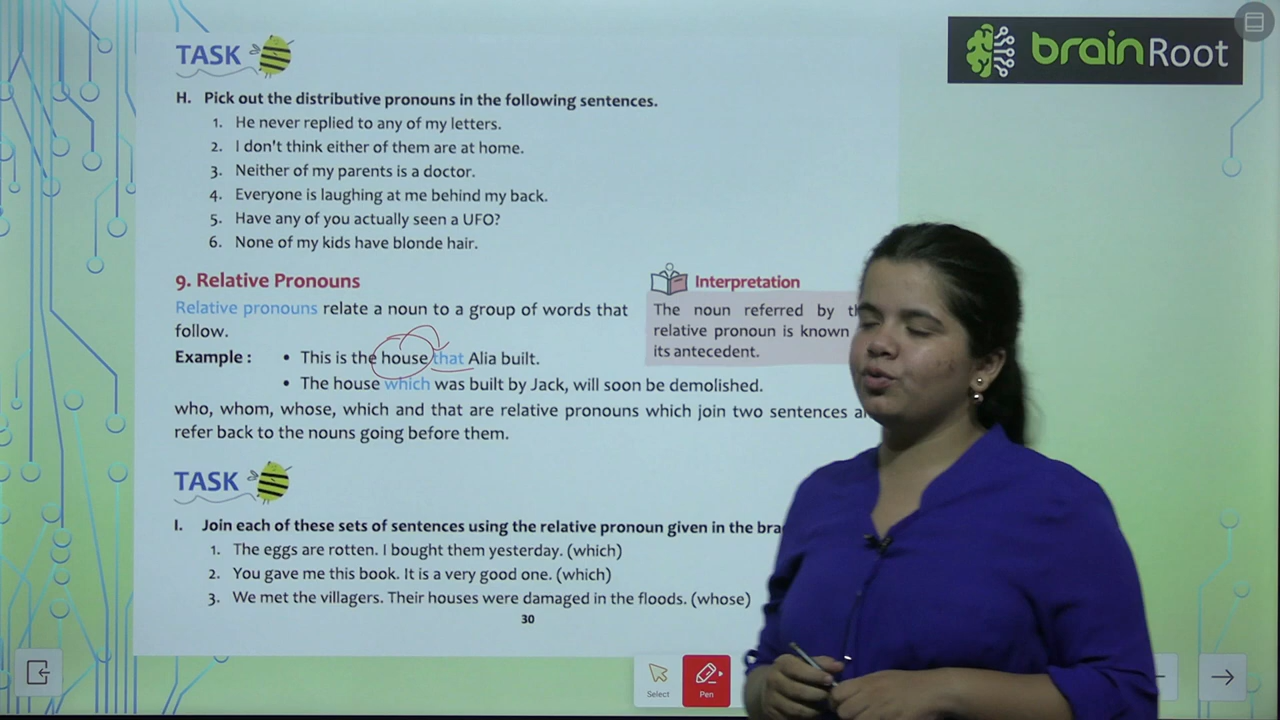 brainRoot
TASK
H. Pick out the distributive pronouns in the following sentences.
1. He never replied to any of my letters.
2. I don't think either of them are at home.
3. Neither of my parents is a doctor.
4. Everyone is laughing at me behind my back.
5. Have any of you actually seen a UFO?
6. None of my kids have blonde hair.
9. Relative Pronouns
Relative pronouns relate a noun to a group of words that
follow.
Interpretation
The noun referred by
relative pronoun is known
its antecedent.
Example : • This is the house that Alia built.
• The house which was built by Jack, will soon be demolished.
who, whom, whose, which and that are relative pronouns which join two sentences
refer back to the nouns going before them.
TASK
I. Join each of these sets of sentences using the relative pronoun given in the
1. The eggs are rotten. I bought them yesterday. (which)
2. You gave me this book. It is a very good one. (which)
3. We met the villagers. Their houses were damaged in the floods. (whose)
30
Select
Pen